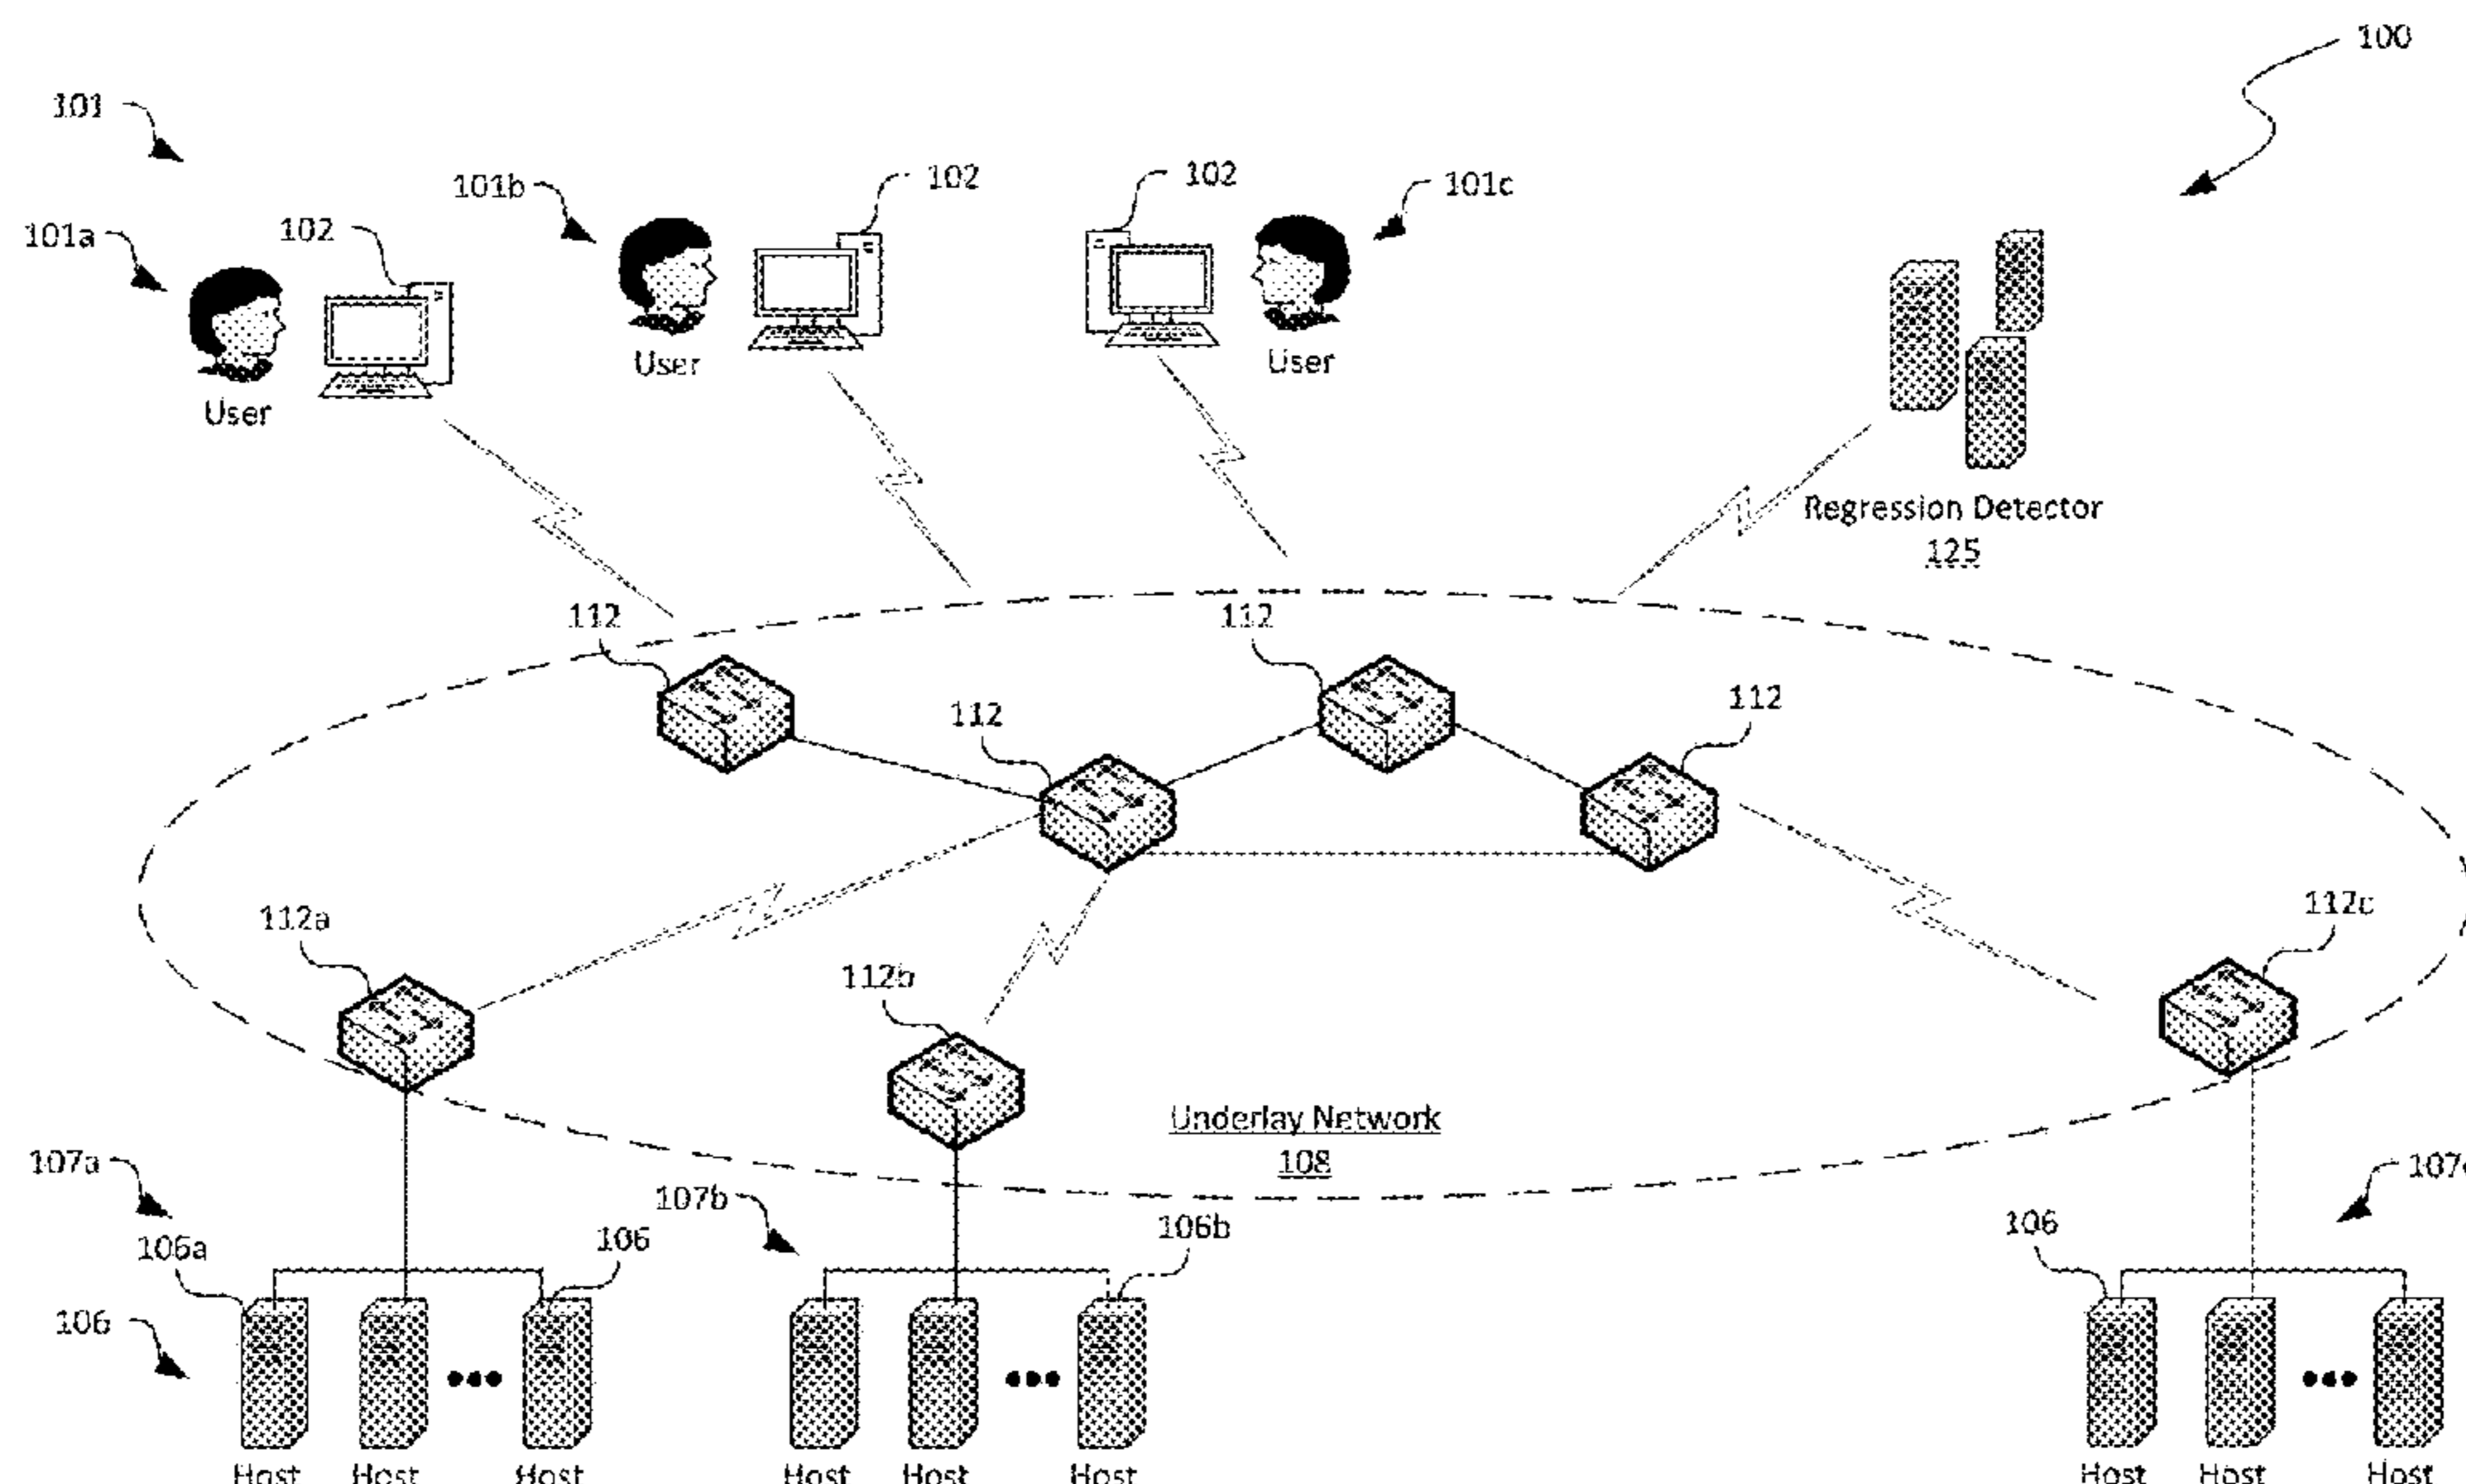 100
101
102
102
101c
101b
101a
102
User
User
User
Regression Detector
125
112
112
112
112
112a
112c
112b
Underlay Network
108
107a
107b
106a
106
106b
106
106
Host Host Host Host Host Host Host Host Host